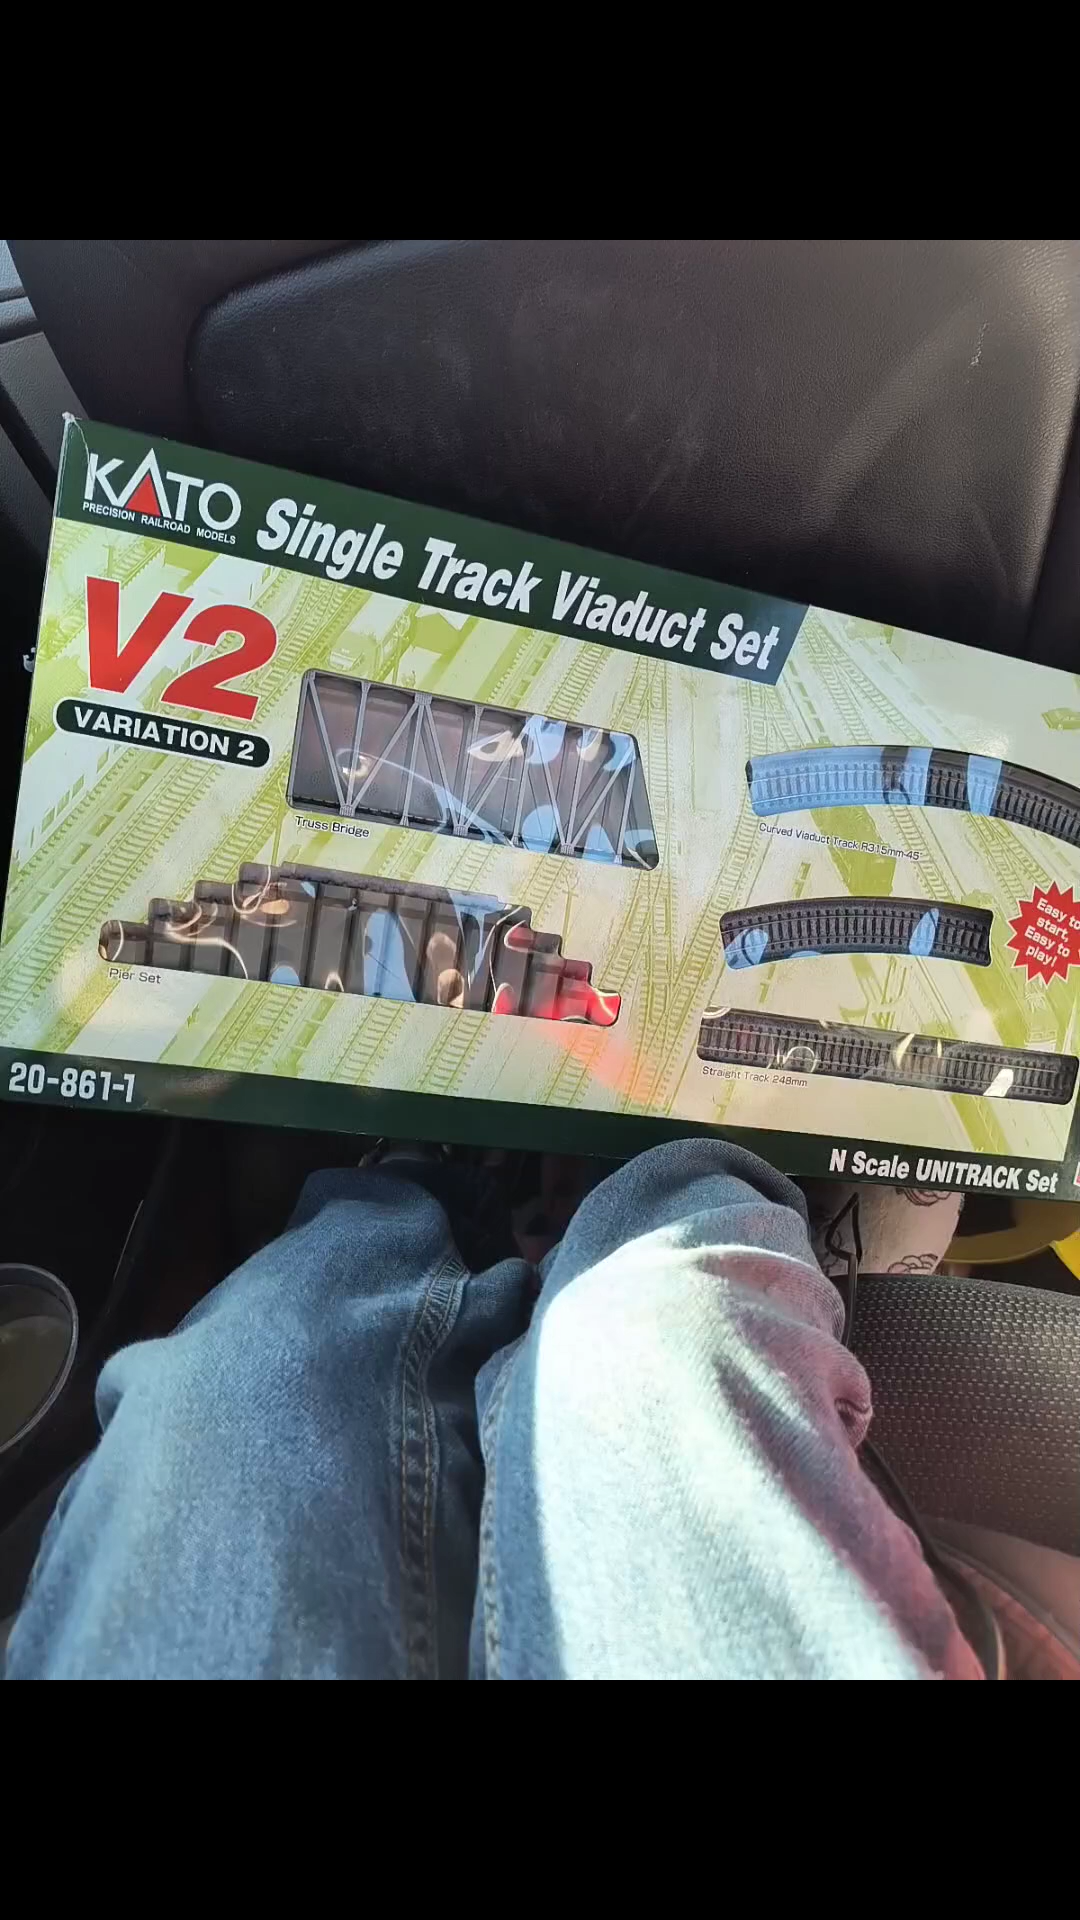 KATO
PRECISION RAILROAD MODELS
Single Track Viaduct Set
V2
VARIATION 2
Truss Bridge
Curved Viaduct Track R315mm-45°
Pier Set
Easy to
start,
Easy to
play!
Straight Track 248mm
20-861-1
N Scale UNITRACK Set